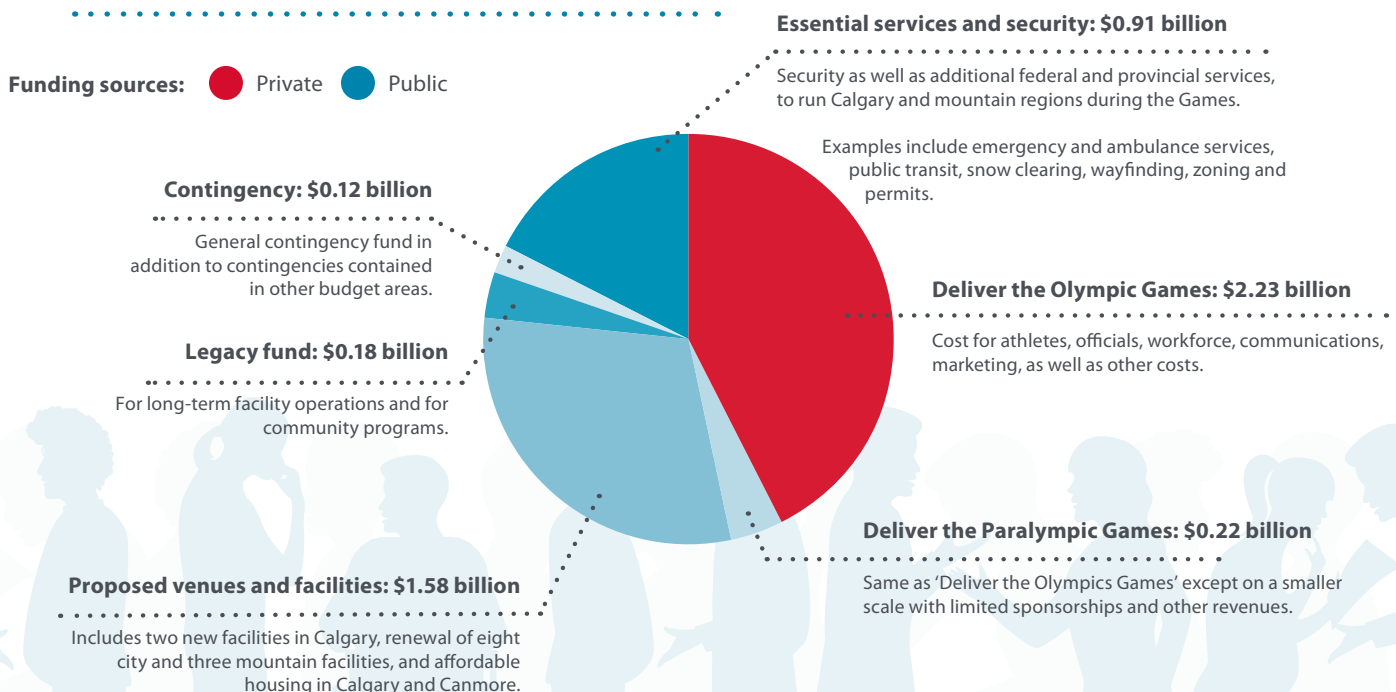 Funding sources: Private Public
Essential services and security: $0.91 billion
Security as well as additional federal and provincial services,
to run Calgary and mountain regions during the Games.
Examples include emergency and ambulance services,
public transit, snow clearing, wayfinding, zoning and
permits.
Contingency: $0.12 billion
General contingency fund in
addition to contingencies contained
in other budget areas.
Deliver the Olympic Games: $2.23 billion
Cost for athletes, officials, workforce, communications,
marketing, as well as other costs.
Legacy fund: $0.18 billion
For long-term facility operations and for
community programs.
Deliver the Paralympic Games: $0.22 billion
Same as ‘Deliver the Olympics Games’ except on a smaller
scale with limited sponsorships and other revenues.
Proposed venues and facilities: $1.58 billion
Includes two new facilities in Calgary, renewal of eight
city and three mountain facilities, and affordable
housing in Calgary and Canmore.